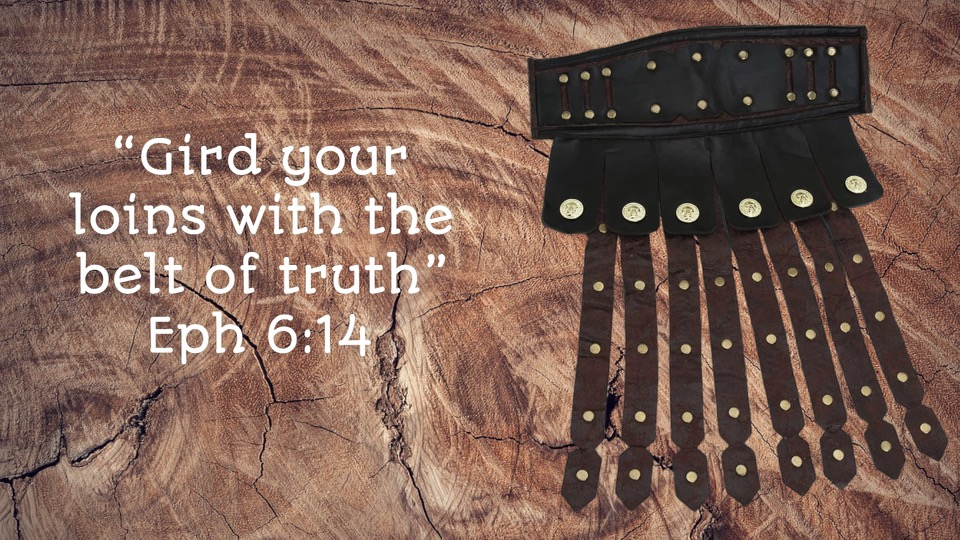 “Gird your
loins with the
belt of truth”
Eph 6:14